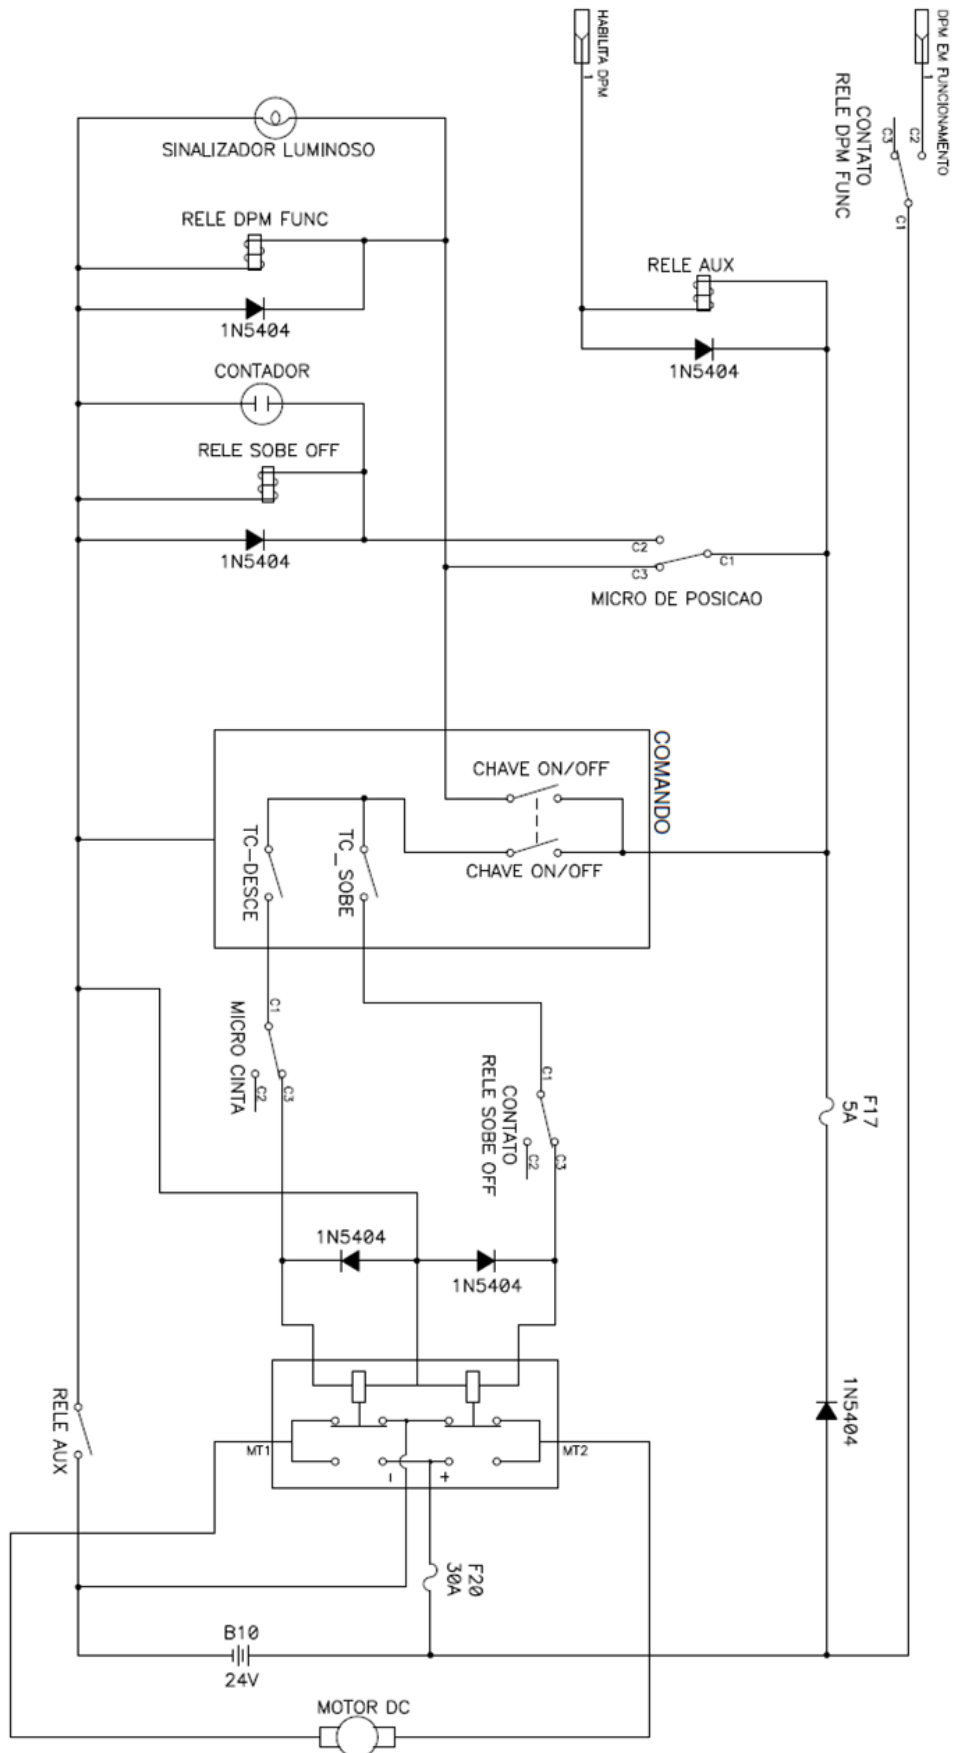 HABILITA DPM
1
DPM EM FUNCIONAMENTO
1
C2
C3
C1
CONTATO
RELE DPM FUNC
SINALIZADOR LUMINOSO
RELE DPM FUNC
1N5404
RELE AUX
1N5404
CONTADOR
RELE SOBE OFF
1N5404
C2
C3
C1
MICRO DE POSICAO
COMANDO
CHAVE ON/OFF
CHAVE ON/OFF
TC-DESCE
TC_SOBE
C1
C3
C2
MICRO CINTA
C1
C3
C2
CONTATO
RELE SOBE OFF
F17
5A
1N5404
1N5404
1N5404
RELE AUX
MT1
MT2
- +
F20
30A
B10
24V
MOTOR DC